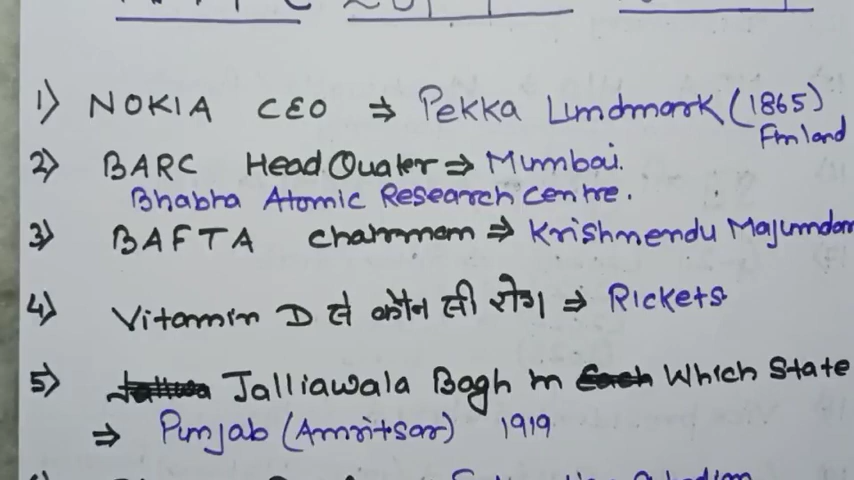 1) NOKIA CEO ⇒ Pekka Lundmark (1865)
Finland
2) BARC Head Quater ⇒ Mumbai.
Bhabha Atomic Research centre.
3) BAFTA chairman ⇒ Krishnendu Majumdar
4) Vitamin D से कौन सी रोग ⇒ Rickets
5) Jalliawala Bagh in Which State
⇒ Punjab (Amritsar) 1919